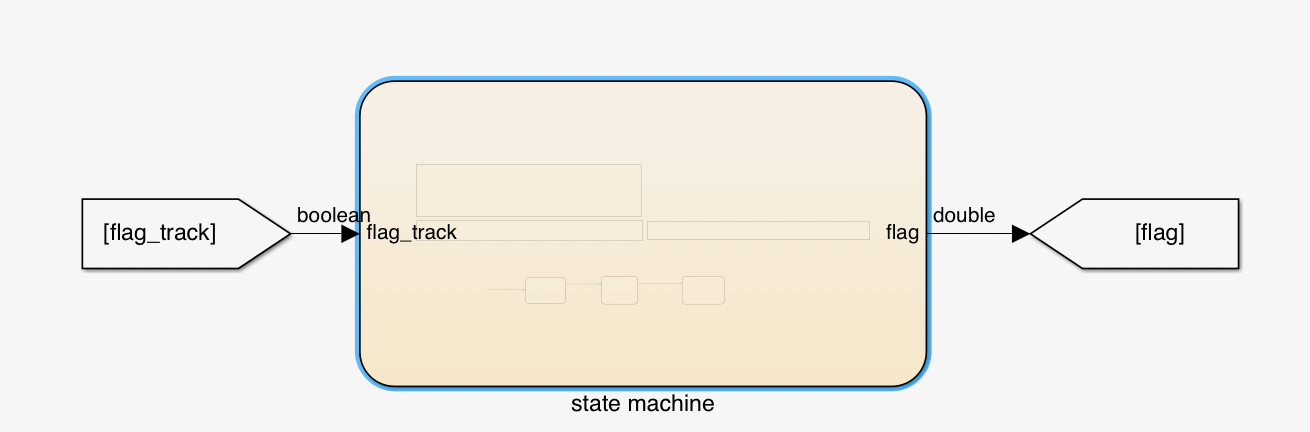 boolean
double
[flag_track]
flag_track
flag
[flag]
state machine